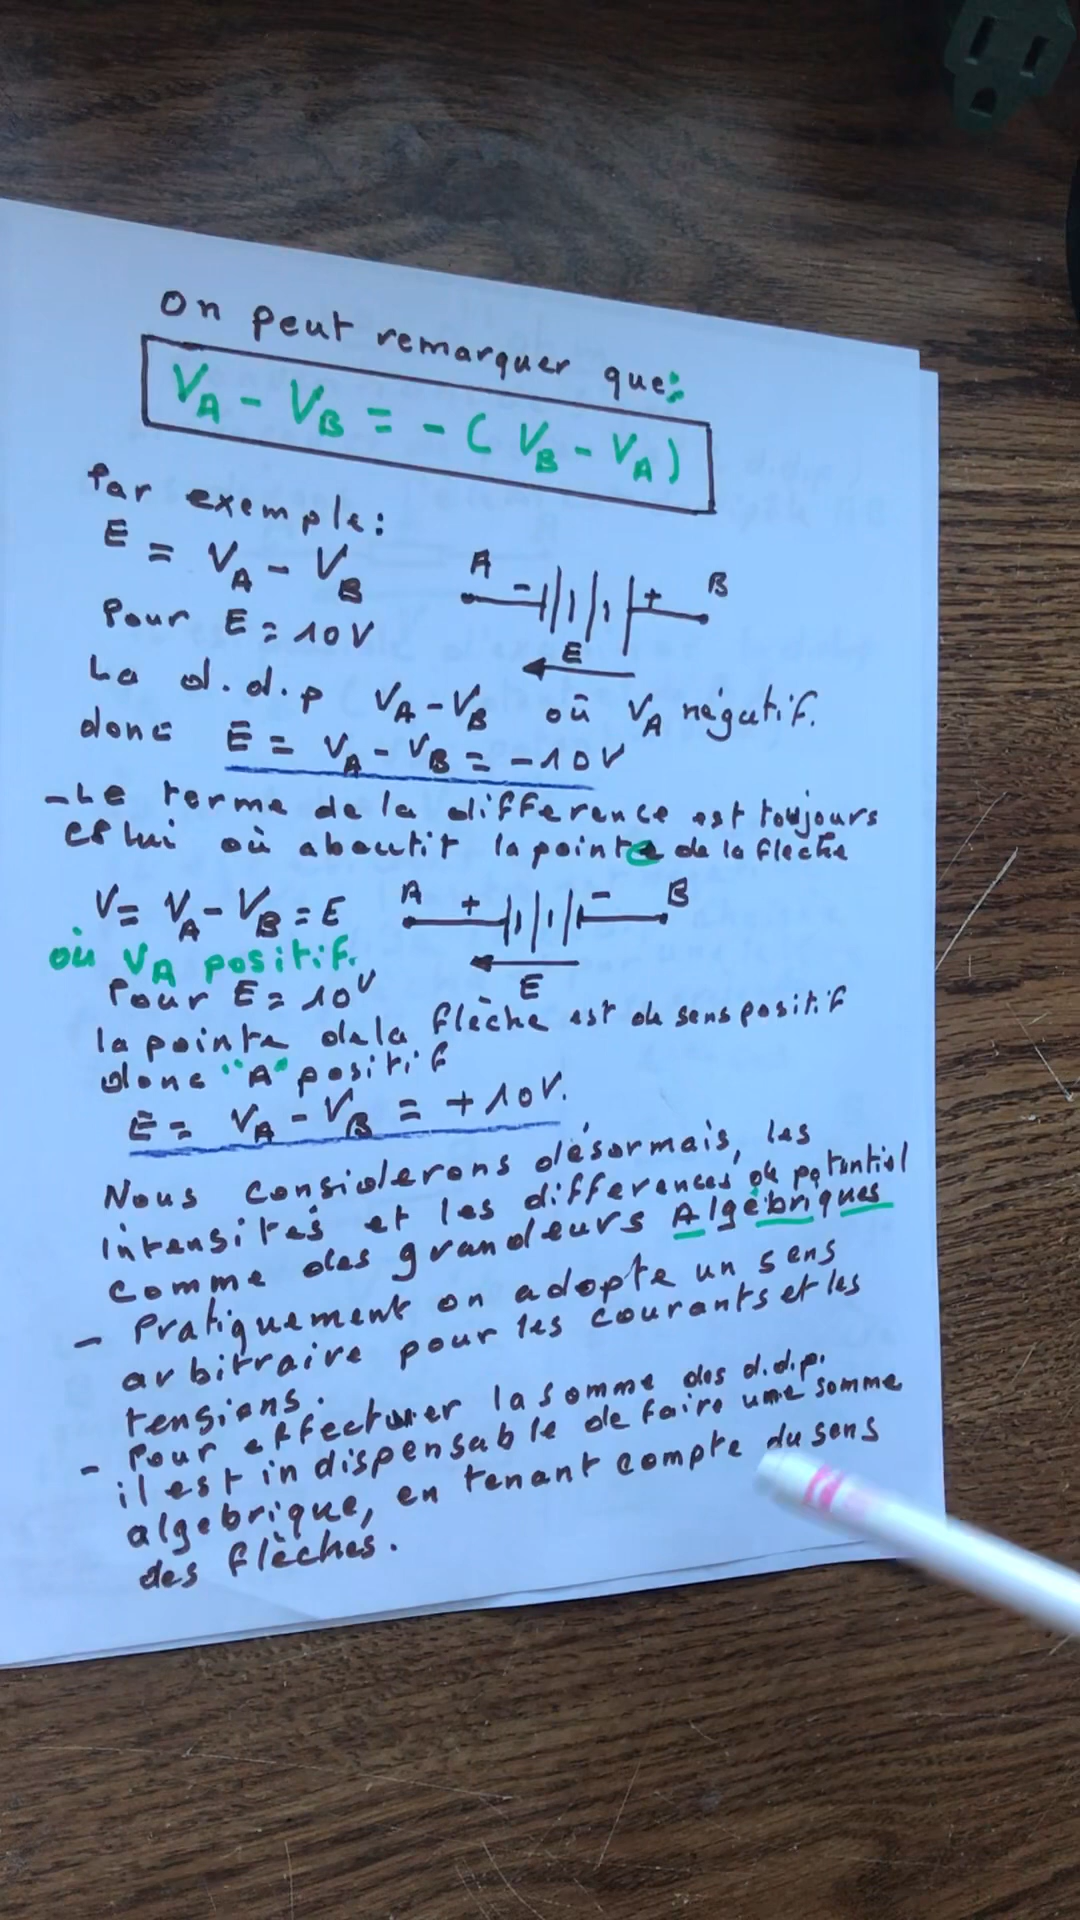 On peut remarquer que:
VA - VB = - ( VB - VA )
Par exemple:
E = VA - VB
A - + B
Pour E = 10V
E
La d.d.p VA - VB où VA négatif.
donc E = VA - VB = -10V
- Le terme de la difference est toujours
celui où aboutit la pointe de la flèche
V = VA - VB = E
A + - B
où VA positif.
E
Pour E = 10V
la pointe de la flèche est de sens positif
donc "A" positif
E = VA - VB = +10V.
Nous considerons désormais, les
intensités et les differences de potentiel
comme des grandeurs Algébriques
- Pratiquement on adopte un sens
arbitraire pour les courants et les
tensions.
- Pour effectuer la somme des d.d.p.
il est indispensable de faire une somme
algebrique, en tenant compte du sens
des flèches.